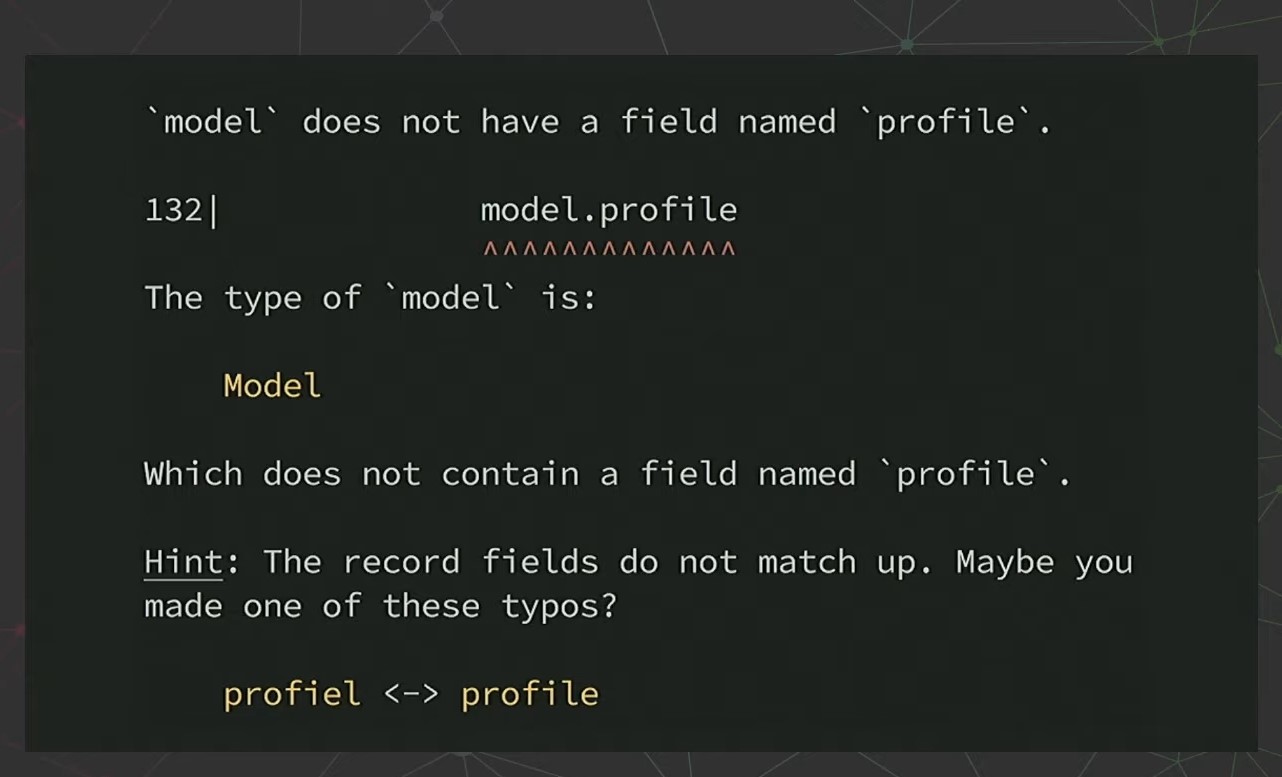 `model` does not have a field named `profile`.
132|             model.profile
                 ^^^^^^^^^^^^^
The type of `model` is:
    Model
Which does not contain a field named `profile`.
Hint: The record fields do not match up. Maybe you
made one of these typos?
    profiel <-> profile